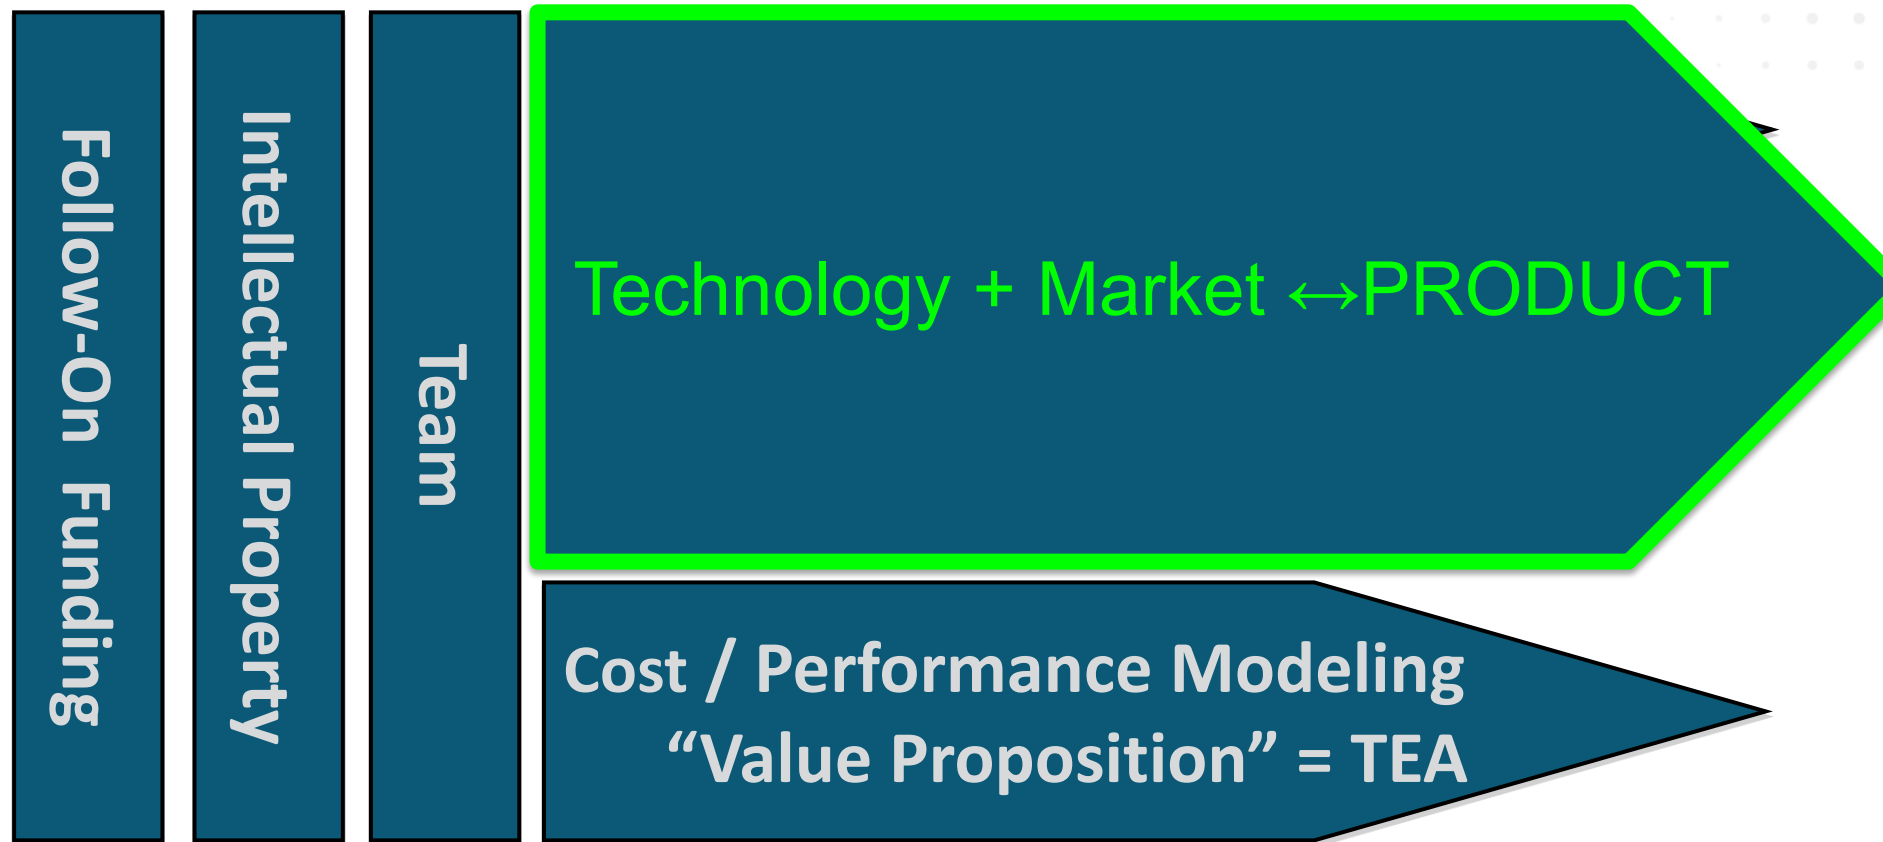 Follow-On Funding
Intellectual Property
Team
Technology + Market ↔PRODUCT
Cost / Performance Modeling
“Value Proposition” = TEA